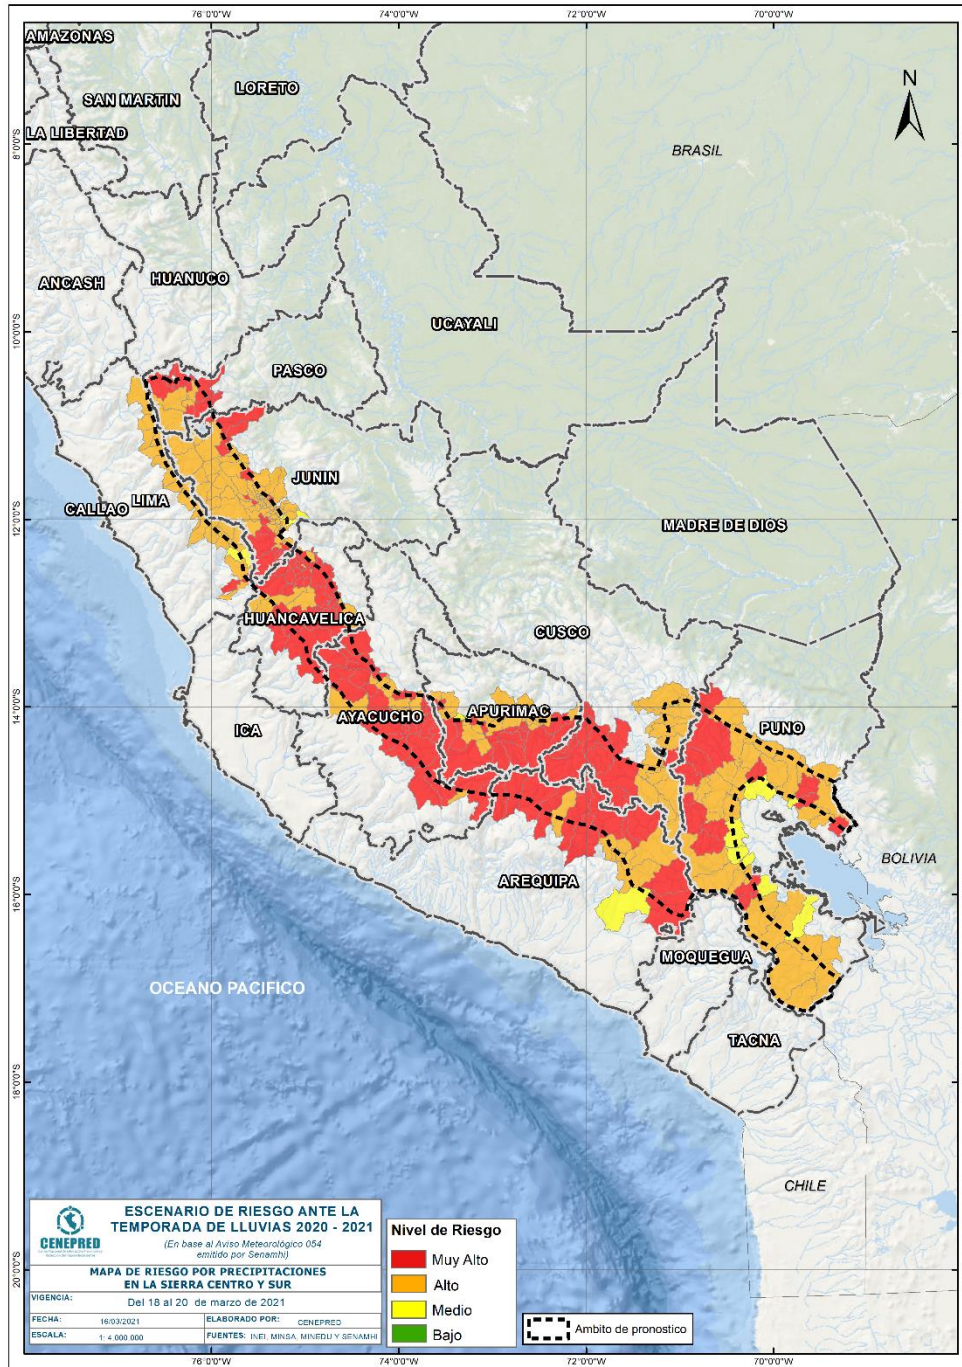 76°0'0"O 74°0'0"O 72°0'0"O 70°0'0"O
AMAZONAS
LORETO
SAN MARTIN
N
LA LIBERTAD
8°0'0"S
BRASIL
HUANUCO
ANCASH
UCAYALI
10°0'0"S
PASCO
JUNIN
LIMA
CALLAO
12°0'0"S
MADRE DE DIOS
HUANCAVELICA
CUSCO
14°0'0"S
APURIMAC
AYACUCHO
PUNO
ICA
BOLIVIA
AREQUIPA
16°0'0"S
MOQUEGUA
OCEANO PACIFICO
TACNA
18°0'0"S
CHILE
20°0'0"S
CENEPRED
ESCENARIO DE RIESGO ANTE LA
TEMPORADA DE LLUVIAS 2020 - 2021
(En base al Aviso Meteorológico 054
emitido por Senamhi)
MAPA DE RIESGO POR PRECIPITACIONES
EN LA SIERRA CENTRO Y SUR
VIGENCIA: Del 18 al 20 de marzo de 2021
FECHA: 16/03/2021 ELABORADO POR: CENEPRED
ESCALA: 1: 4 000 000 FUENTES: INEI, MINSA, MINEDU Y SENAMHI
Nivel de Riesgo
Muy Alto
Alto
Medio
Bajo
Ambito de pronostico
76°0'0"O 74°0'0"O 72°0'0"O 70°0'0"O